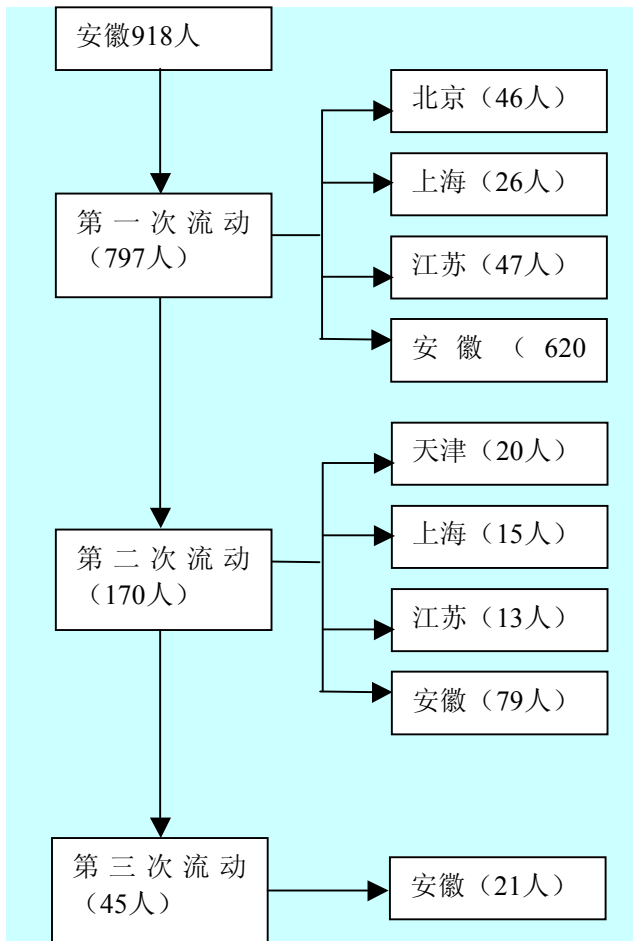 安徽918人
北京（46人）
上海（26人）
第一次流动
（797人）
江苏（47人）
安徽（620
天津（20人）
上海（15人）
第二次流动
（170人）
江苏（13人）
安徽（79人）
第三次流动
（45人）
安徽（21人）